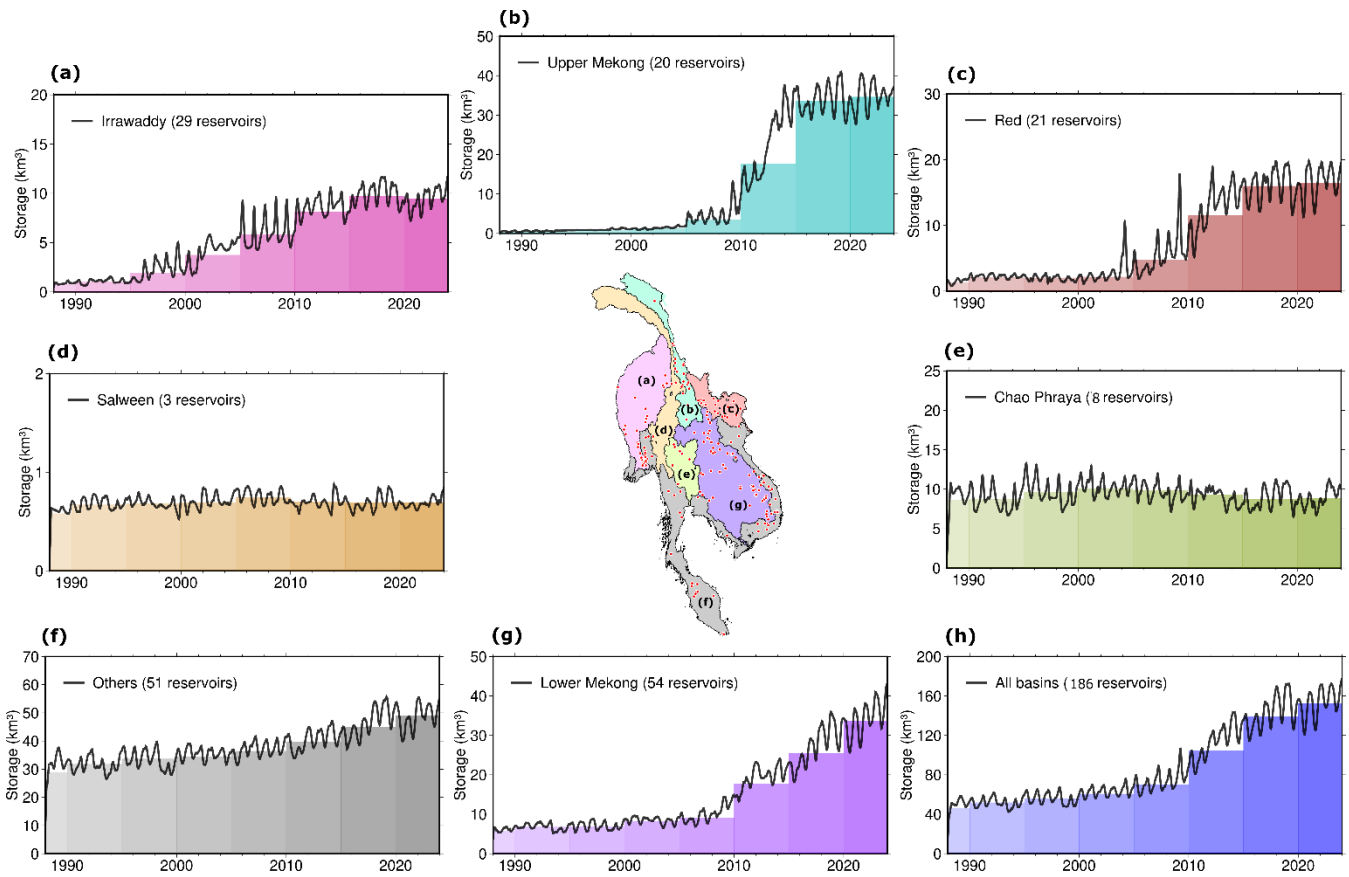 (a)
Irrawaddy (29 reservoirs)
Storage (km³)
20
15
10
5
0
1990 2000 2010 2020
(b)
Upper Mekong (20 reservoirs)
Storage (km³)
50
40
30
20
10
0
1990 2000 2010 2020
(c)
Red (21 reservoirs)
Storage (km³)
30
20
10
0
1990 2000 2010 2020
(d)
Salween (3 reservoirs)
Storage (km³)
2
1
0
1990 2000 2010 2020
(a)
(b)
(c)
(d)
(e)
(g)
(f)
(e)
Chao Phraya (8 reservoirs)
Storage (km³)
25
20
15
10
5
0
1990 2000 2010 2020
(f)
Others (51 reservoirs)
Storage (km³)
70
60
50
40
30
20
10
0
1990 2000 2010 2020
(g)
Lower Mekong (54 reservoirs)
Storage (km³)
50
40
30
20
10
0
1990 2000 2010 2020
(h)
All basins (186 reservoirs)
Storage (km³)
200
160
120
80
40
0
1990 2000 2010 2020